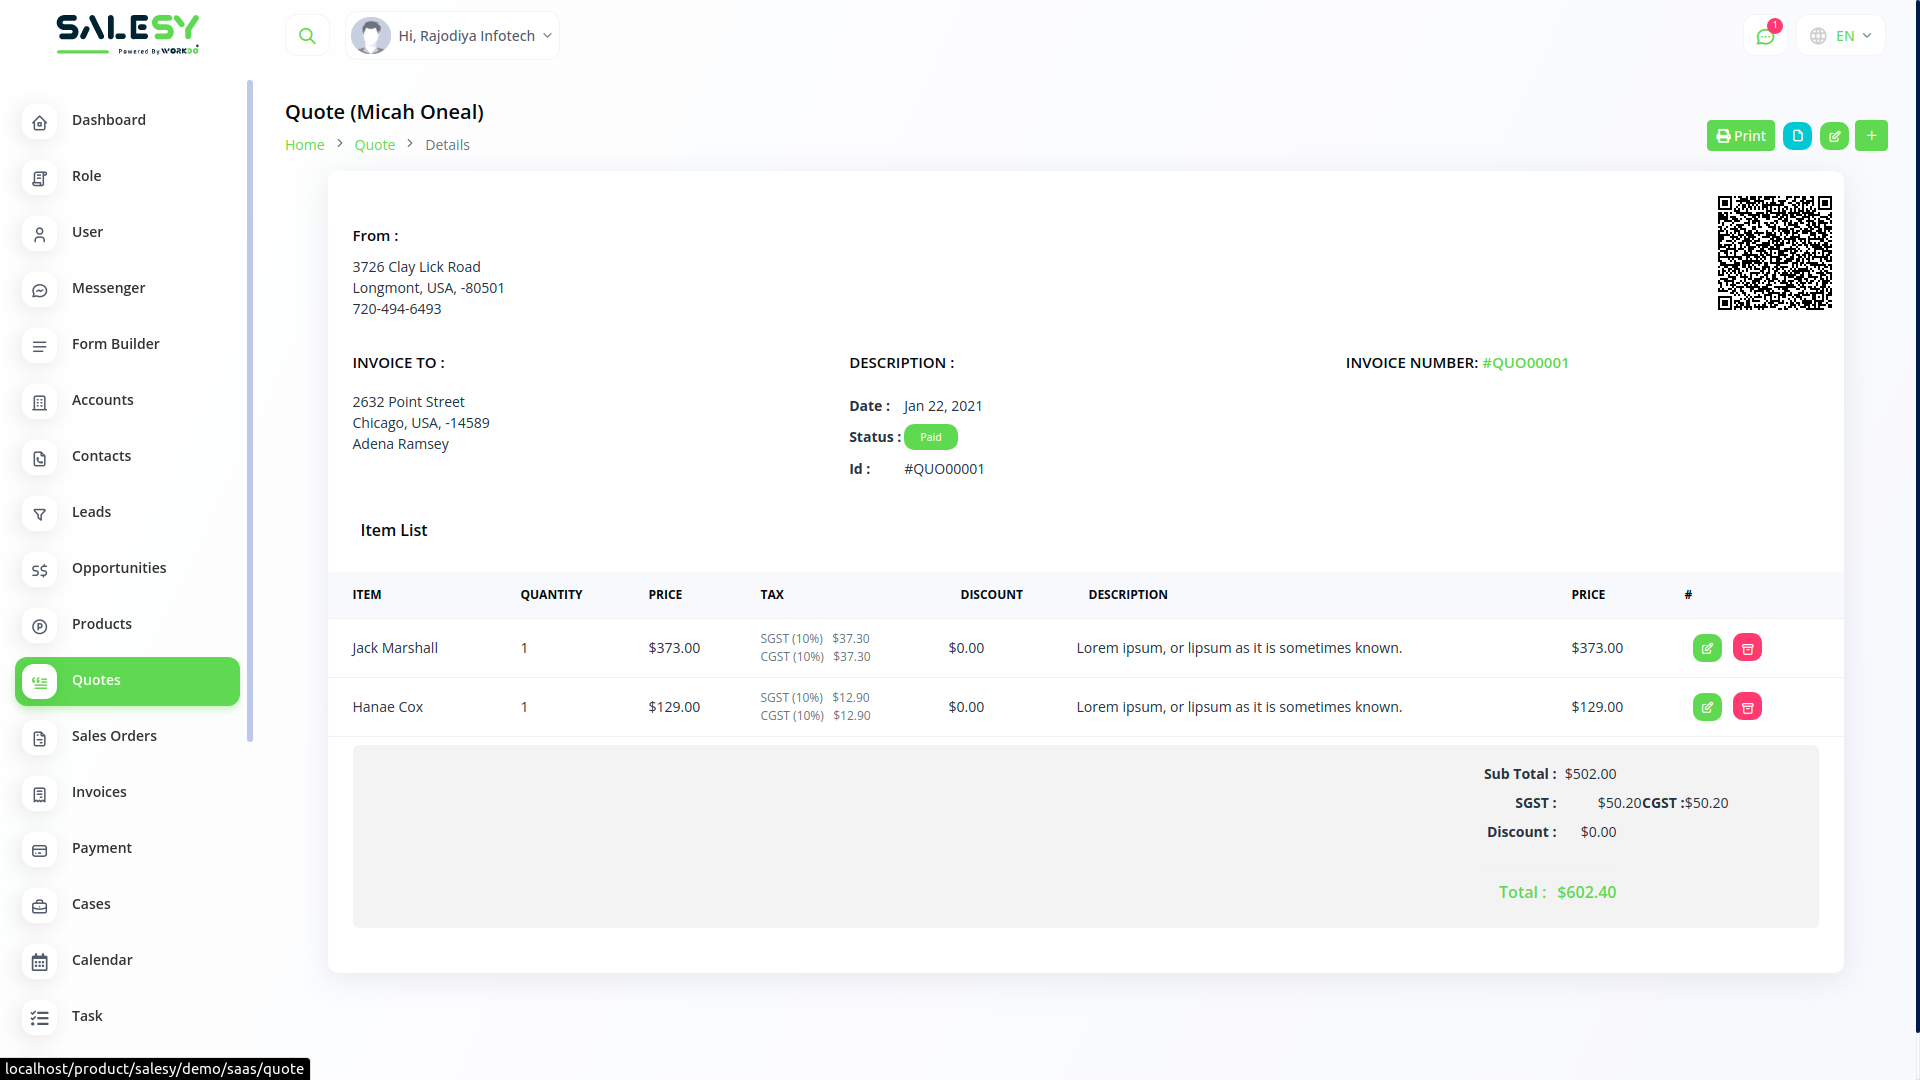 SALESY
Powered By WORKDO
Hi, Rajodiya Infotech
1
EN
Dashboard
Role
User
Messenger
Form Builder
Accounts
Contacts
Leads
S$ Opportunities
Products
Quotes
Sales Orders
Invoices
Payment
Cases
Calendar
Task
Quote (Micah Oneal)
Home > Quote > Details
Print
+
From :
3726 Clay Lick Road
Longmont, USA, -80501
720-494-6493
INVOICE TO :
2632 Point Street
Chicago, USA, -14589
Adena Ramsey
DESCRIPTION :
Date : Jan 22, 2021
Status : Paid
Id : #QUO00001
INVOICE NUMBER: #QUO00001
Item List
ITEM QUANTITY PRICE TAX DISCOUNT DESCRIPTION PRICE #
Jack Marshall 1 $373.00 SGST (10%) $37.30 $0.00 Lorem ipsum, or lipsum as it is sometimes known. $373.00
CGST (10%) $37.30
Hanae Cox 1 $129.00 SGST (10%) $12.90 $0.00 Lorem ipsum, or lipsum as it is sometimes known. $129.00
CGST (10%) $12.90
Sub Total : $502.00
SGST : $50.20CGST :$50.20
Discount : $0.00
Total : $602.40
localhost/product/salesy/demo/saas/quote